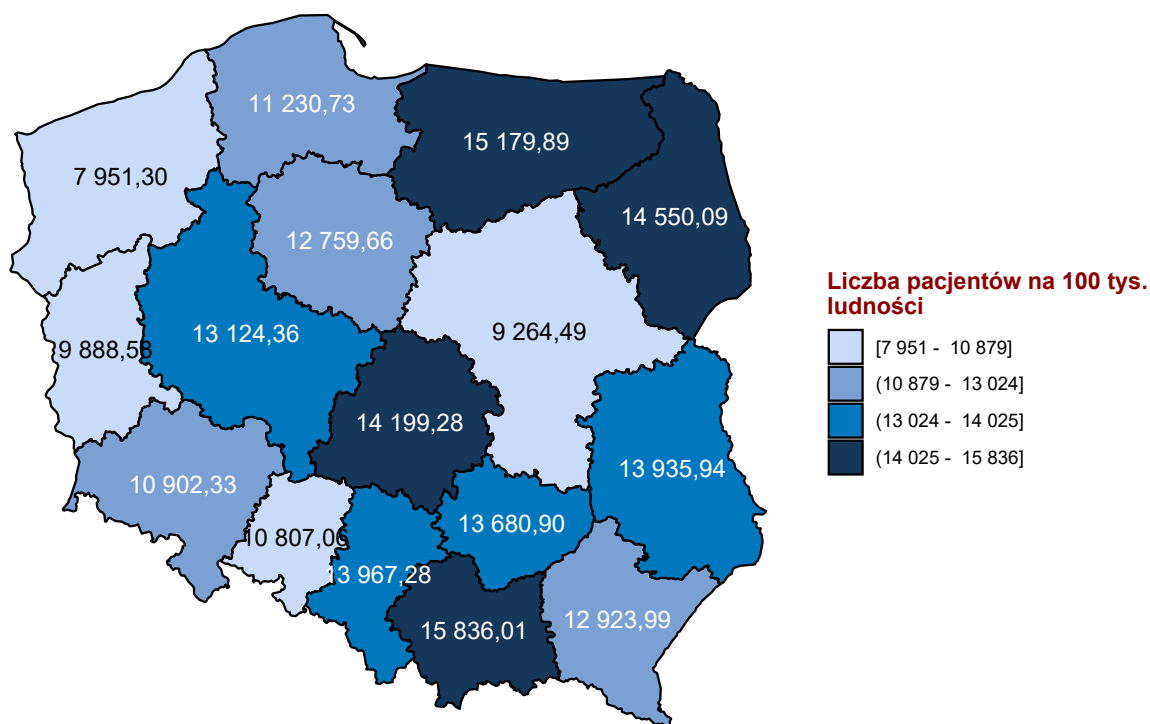 11 230,73
15 179,89
7 951,30
14 550,09
12 759,66
9 264,49
13 124,36
9 888,53
14 199,28
13 935,94
10 902,33
13 680,90
10 807,06
13 967,28
12 923,99
15 836,01
Liczba pacjentów na 100 tys.
ludności
[7 951 - 10 879]
(10 879 - 13 024]
(13 024 - 14 025]
(14 025 - 15 836]